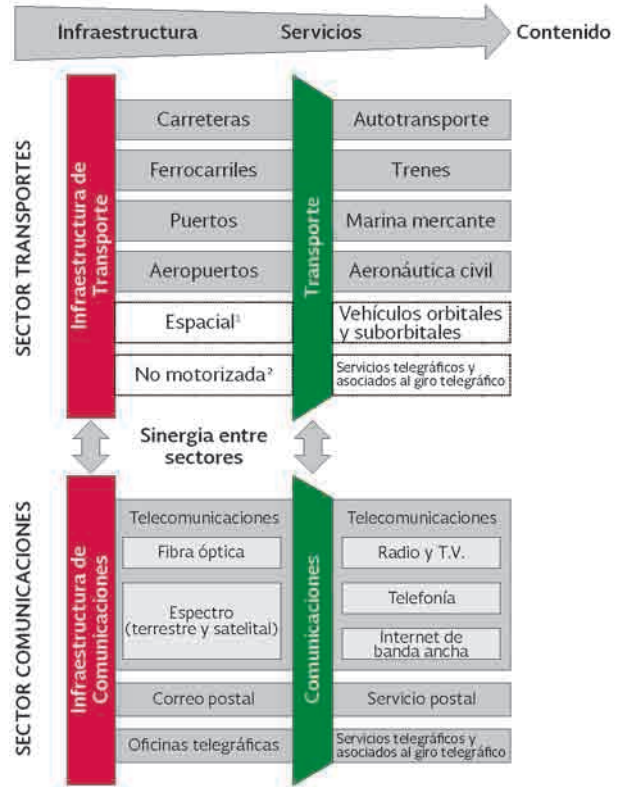 Infraestructura Servicios Contenido
SECTOR TRANSPORTES
Infraestructura de
Transporte
Carreteras
Ferrocarriles
Puertos
Aeropuertos
Espacial¹
No motorizada²
Transporte
Autotransporte
Trenes
Marina mercante
Aeronáutica civil
Vehículos orbitales
y suborbitales
Servicios telegráficos y
asociados al giro telegráfico
Sinergia entre
sectores
SECTOR COMUNICACIONES
Infraestructura de
Comunicaciones
Telecomunicaciones
Fibra óptica
Espectro
(terrestre y satelital)
Correo postal
Oficinas telegráficas
Comunicaciones
Telecomunicaciones
Radio y T.V.
Telefonía
Internet de
banda ancha
Servicio postal
Servicios telegráficos y
asociados al giro telegráfico